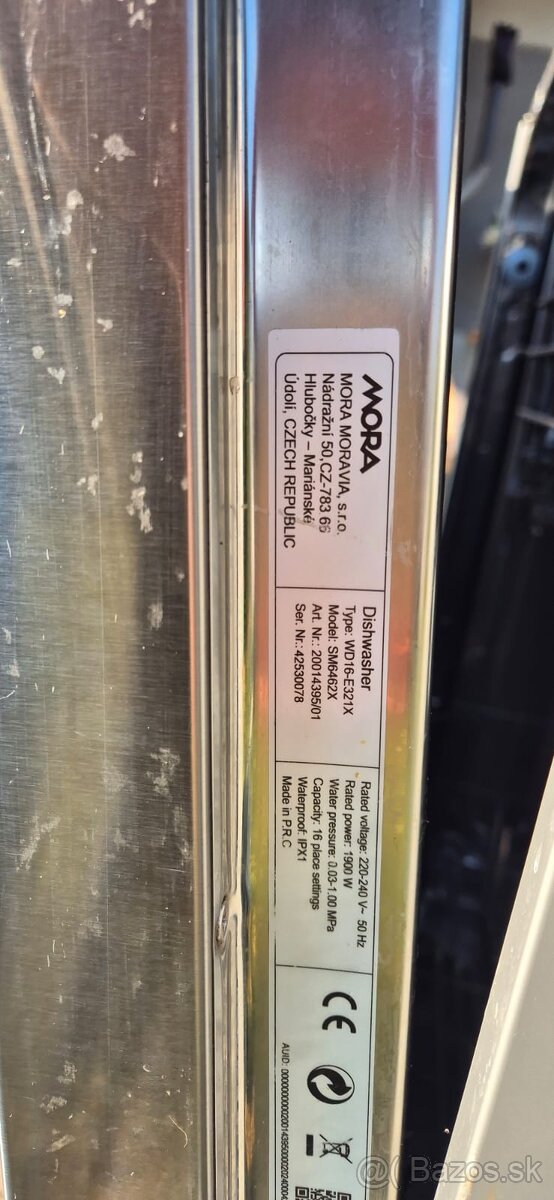 MORA
MORA MORAVIA, s.r.o.
Nádražní 50,CZ-783 66
Hlubočky – Mariánské
Údolí, CZECH REPUBLIC
Dishwasher
Type: WD16-E321X
Model: SM6462X
Art. Nr.: 20014395/01
Ser. Nr.: 42530078
Rated voltage: 220-240 V~ 50 Hz
Rated power: 1900 W
Water pressure: 0.03-1.00 MPa
Capacity: 16 place settings
Waterproof: IPX1
Made in P.R.C
CE
AUID:
Bazos.sk